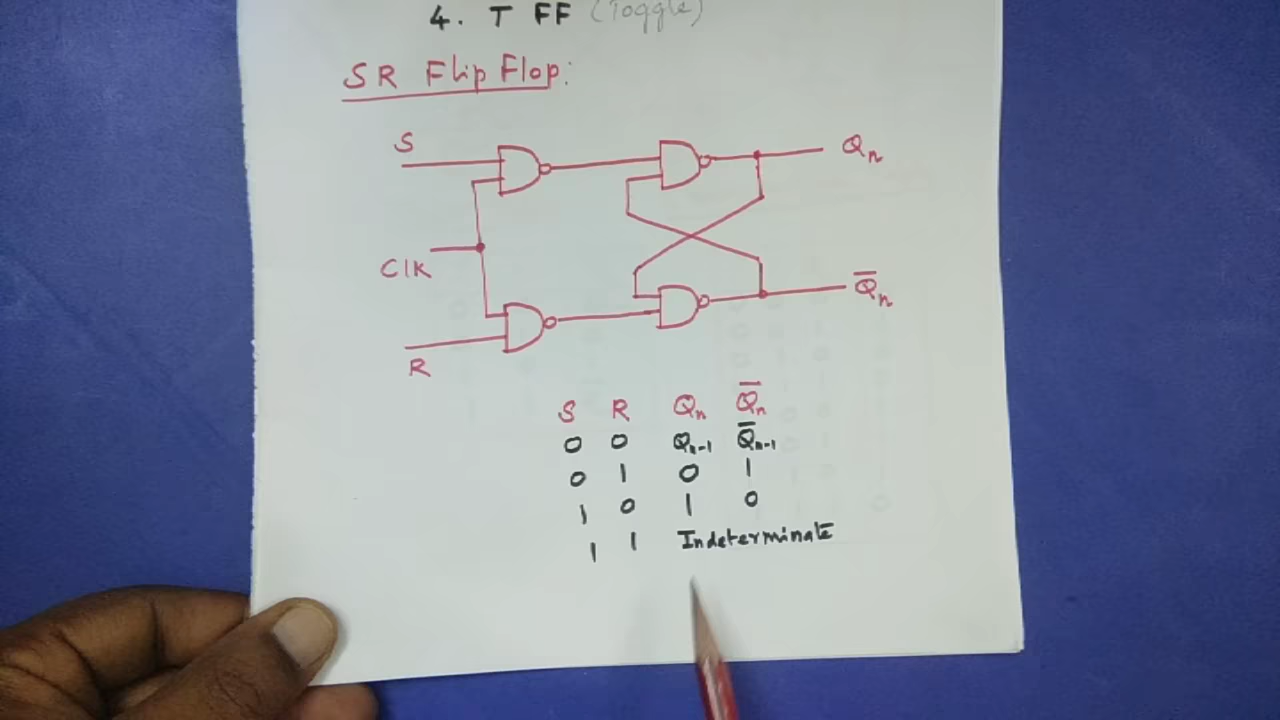 4. T FF (Toggle)
SR Flip Flop:
S
Qn
Clk
Q̅n
R
S R Qn Q̅n
0 0 Qn-1 Q̅n-1
0 1 0 1
1 0 1 0
1 1 Indeterminate